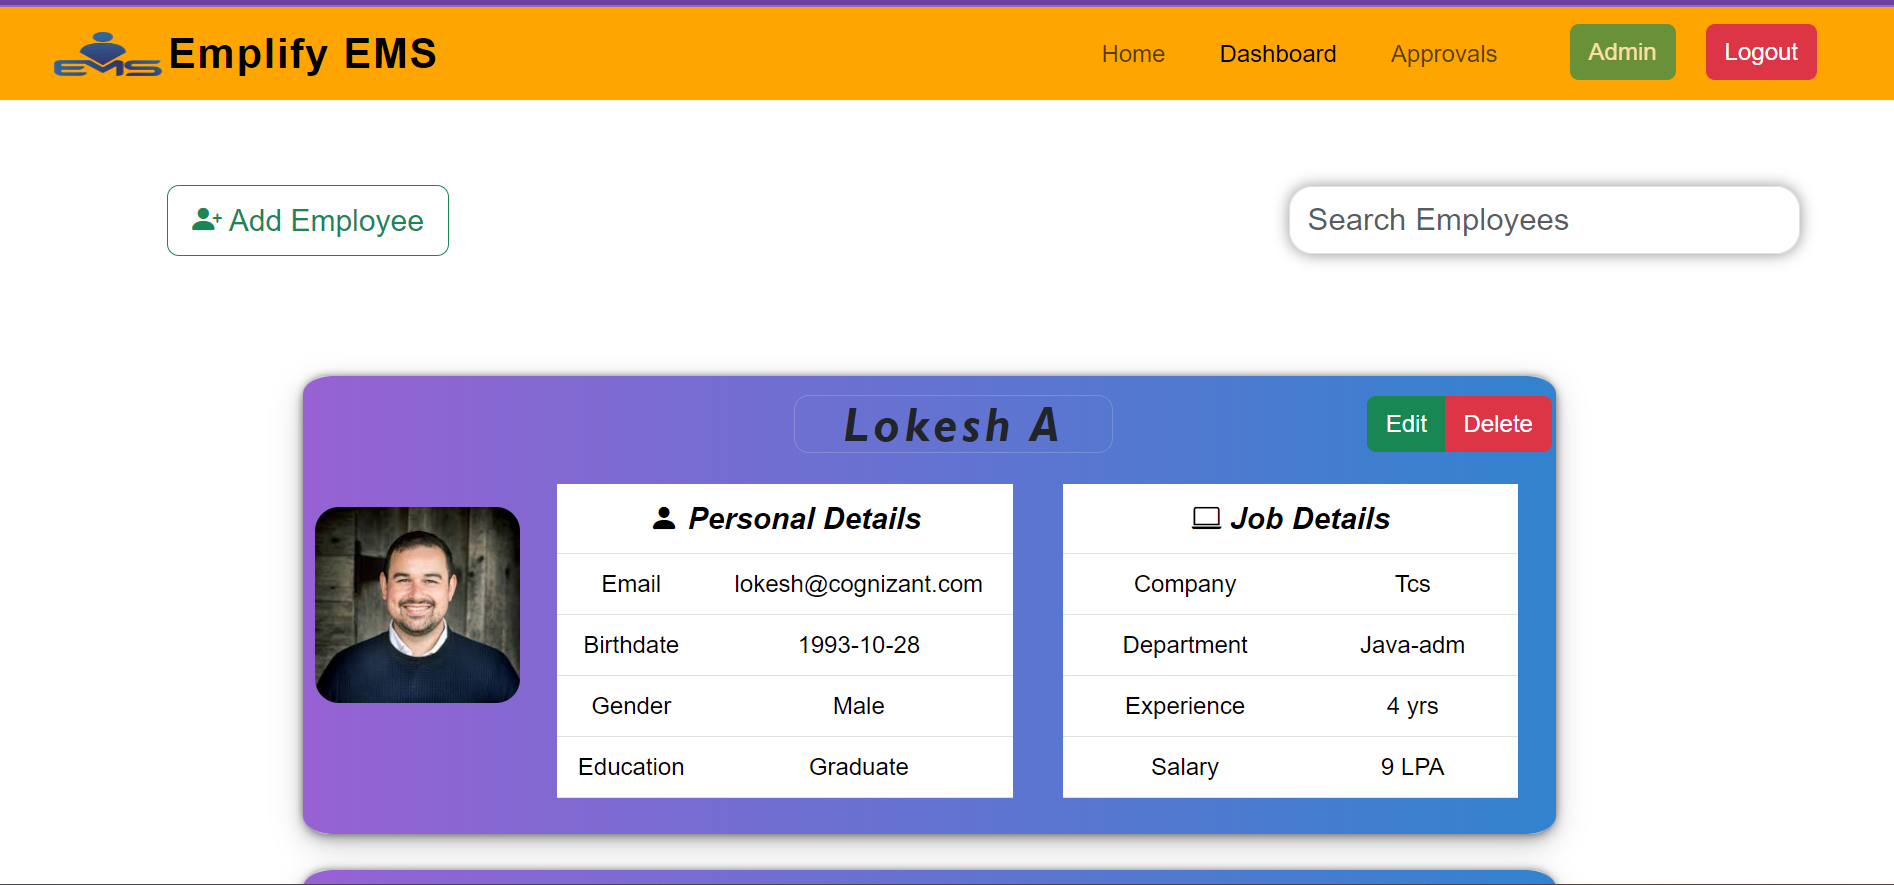 EMS Emplify EMS
Home Dashboard Approvals Admin Logout
Add Employee
Search Employees
Lokesh A
Edit Delete
Personal Details
Email lokesh@cognizant.com
Birthdate 1993-10-28
Gender Male
Education Graduate
Job Details
Company Tcs
Department Java-adm
Experience 4 yrs
Salary 9 LPA